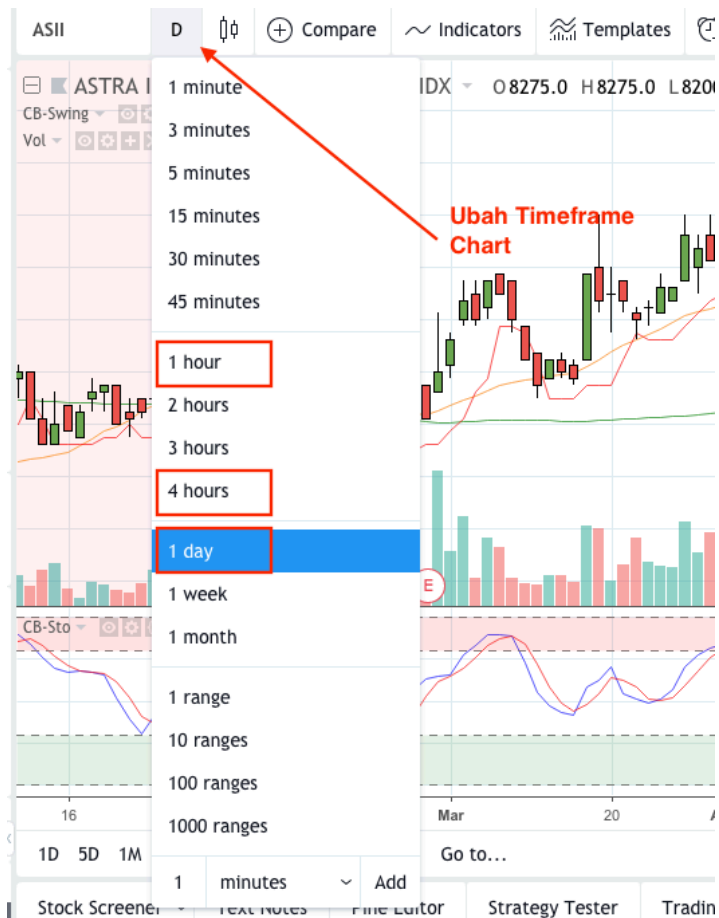 ASII D Compare Indicators Templates
ASTRA I
IDX O8275.0 H8275.0 L8200
CB-Swing
Vol
1 minute
3 minutes
5 minutes
15 minutes
30 minutes
45 minutes
1 hour
2 hours
3 hours
4 hours
1 day
1 week
1 month
1 range
10 ranges
100 ranges
1000 ranges
1 minutes Add
Ubah Timeframe
Chart
E
CB-Sto
16 Mar 20
1D 5D 1M Go to...
Stock Screener Text Notes Pine Editor Strategy Tester Tradin